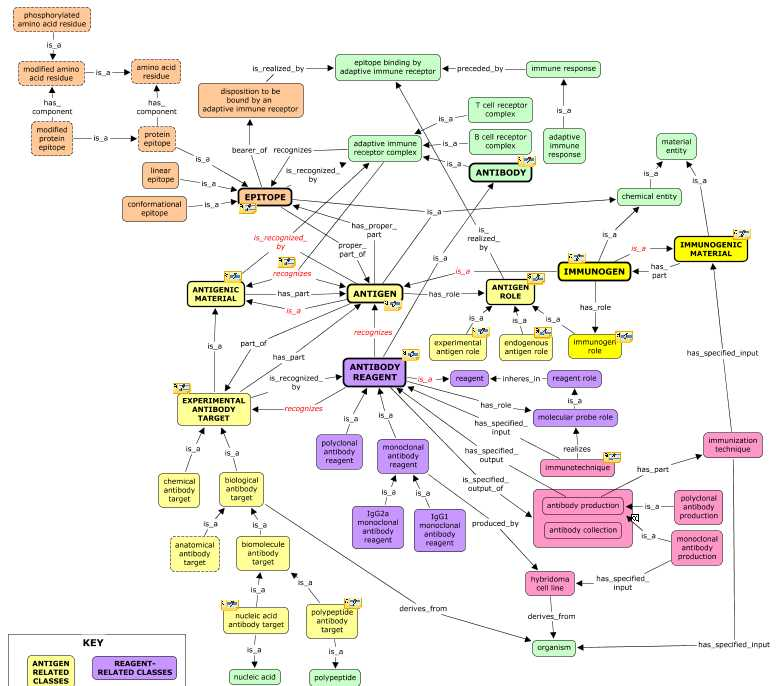 phosphorylated
amino acid residue
is_a
modified amino
acid residue
is_a
amino acid
residue
has_
component
has_
component
modified
protein
epitope
is_a
protein
epitope
is_a
linear
epitope
is_a
conformational
epitope
is_a
is_realized_by
disposition to be
bound by an
adaptive immune receptor
epitope binding by
adaptive immune receptor
preceded_by
immune response
is_a
adaptive
immune
response
T cell receptor
complex
is_a
B cell receptor
complex
is_a
adaptive immune
receptor complex
is_a
ANTIBODY
bearer_of
recognizes
is_recognized_
by
EPITOPE
material
entity
is_a
is_a
chemical entity
is_a
is_a
has_proper_
part
proper_
part_of
is_realized_
by
is_recognized_
by
recognizes
is_a
IMMUNOGENIC
MATERIAL
is_a
has_
part
IMMUNOGEN
is_a
ANTIGENIC
MATERIAL
has_part
is_a
ANTIGEN
has_role
ANTIGEN
ROLE
has_role
is_a
is_a
is_a
experimental
antigen role
endogenous
antigen role
immunogen
role
is_a
part_of
has_part
recognizes
is_a
has_specified_input
is_recognized_
by
recognizes
ANTIBODY
REAGENT
is_a
reagent
inheres_in
reagent role
is_a
has_role
molecular probe role
has_specified_
input
realizes
immunotechnique
EXPERIMENTAL
ANTIBODY
TARGET
is_a
is_a
is_a
is_a
polyclonal
antibody
reagent
monoclonal
antibody
reagent
has_specified_
output
is_specified_
output_of
immunization
technique
has_part
chemical
antibody
target
biological
antibody
target
is_a
is_a
IgG2a
monoclonal
antibody
reagent
IgG1
monoclonal
antibody
reagent
antibody production
antibody collection
is_a
polyclonal
antibody
production
is_a
monoclonal
antibody
production
is_a
is_a
produced_by
anatomical
antibody
target
biomolecule
antibody
target
hybridoma
cell line
has_specified_
input
is_a
is_a
derives_from
derives_from
nucleic acid
antibody target
polypeptide
antibody
target
organism
has_specified_input
is_a
is_a
nucleic acid
polypeptide
KEY
ANTIGEN
RELATED
CLASSES
REAGENT-
RELATED CLASSES